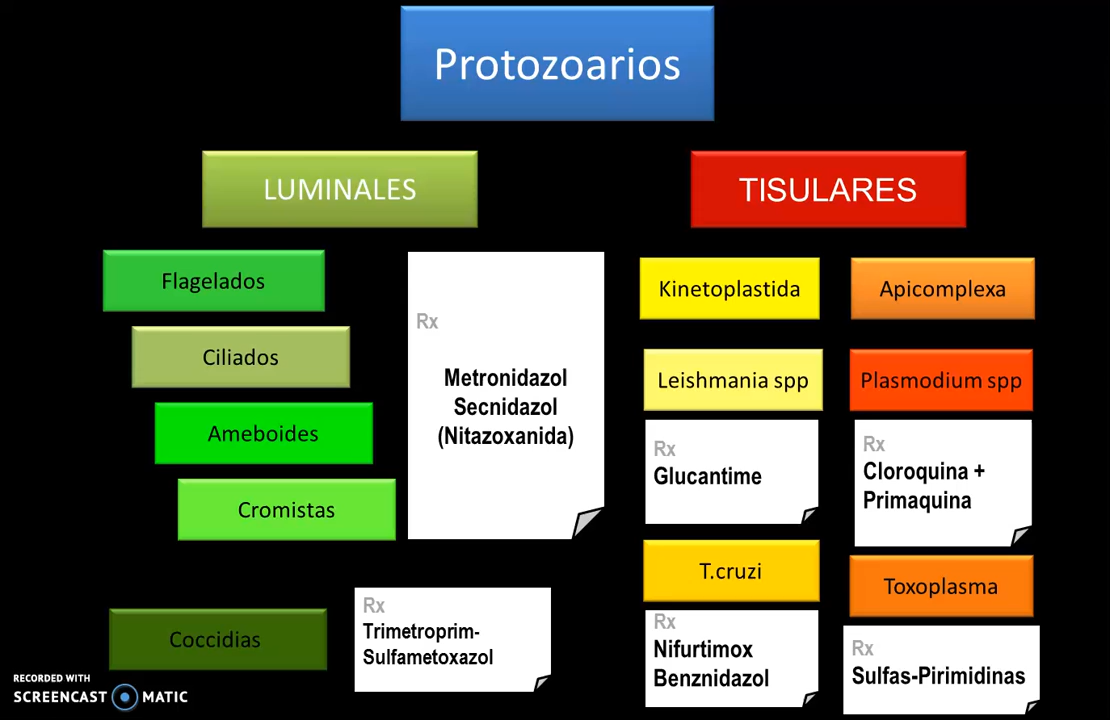 Protozoarios
LUMINALES
TISULARES
Flagelados
Ciliados
Ameboides
Cromistas
Rx
Metronidazol
Secnidazol
(Nitazoxanida)
Coccidias
Rx
Trimetroprim-
Sulfametoxazol
Kinetoplastida
Leishmania spp
Rx
Glucantime
T.cruzi
Rx
Nifurtimox
Benznidazol
Apicomplexa
Plasmodium spp
Rx
Cloroquina +
Primaquina
Toxoplasma
Rx
Sulfas-Pirimidinas
RECORDED WITH
SCREENCAST MATIC